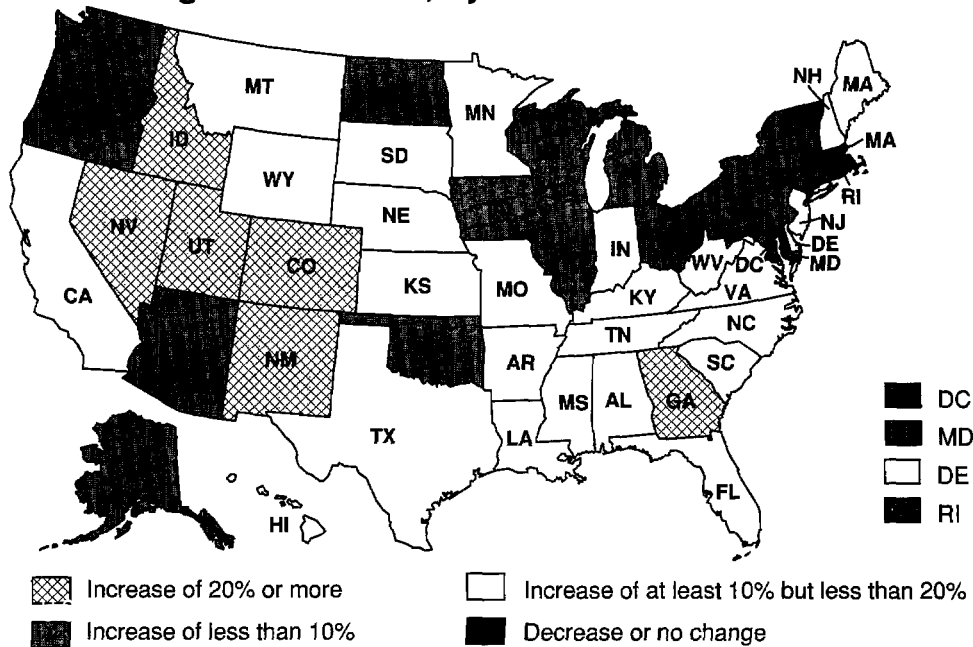 MT
MN
NH
MA
ID
SD
MA
WY
RI
NE
NJ
NV
UT
CO
IN
WV
DC
DE
MD
CA
KS
MO
KY
VA
NM
TN
NC
AR
SC
MS
AL
GA
TX
LA
FL
HI
DC
MD
DE
RI
Increase of 20% or more
Increase of at least 10% but less than 20%
Increase of less than 10%
Decrease or no change